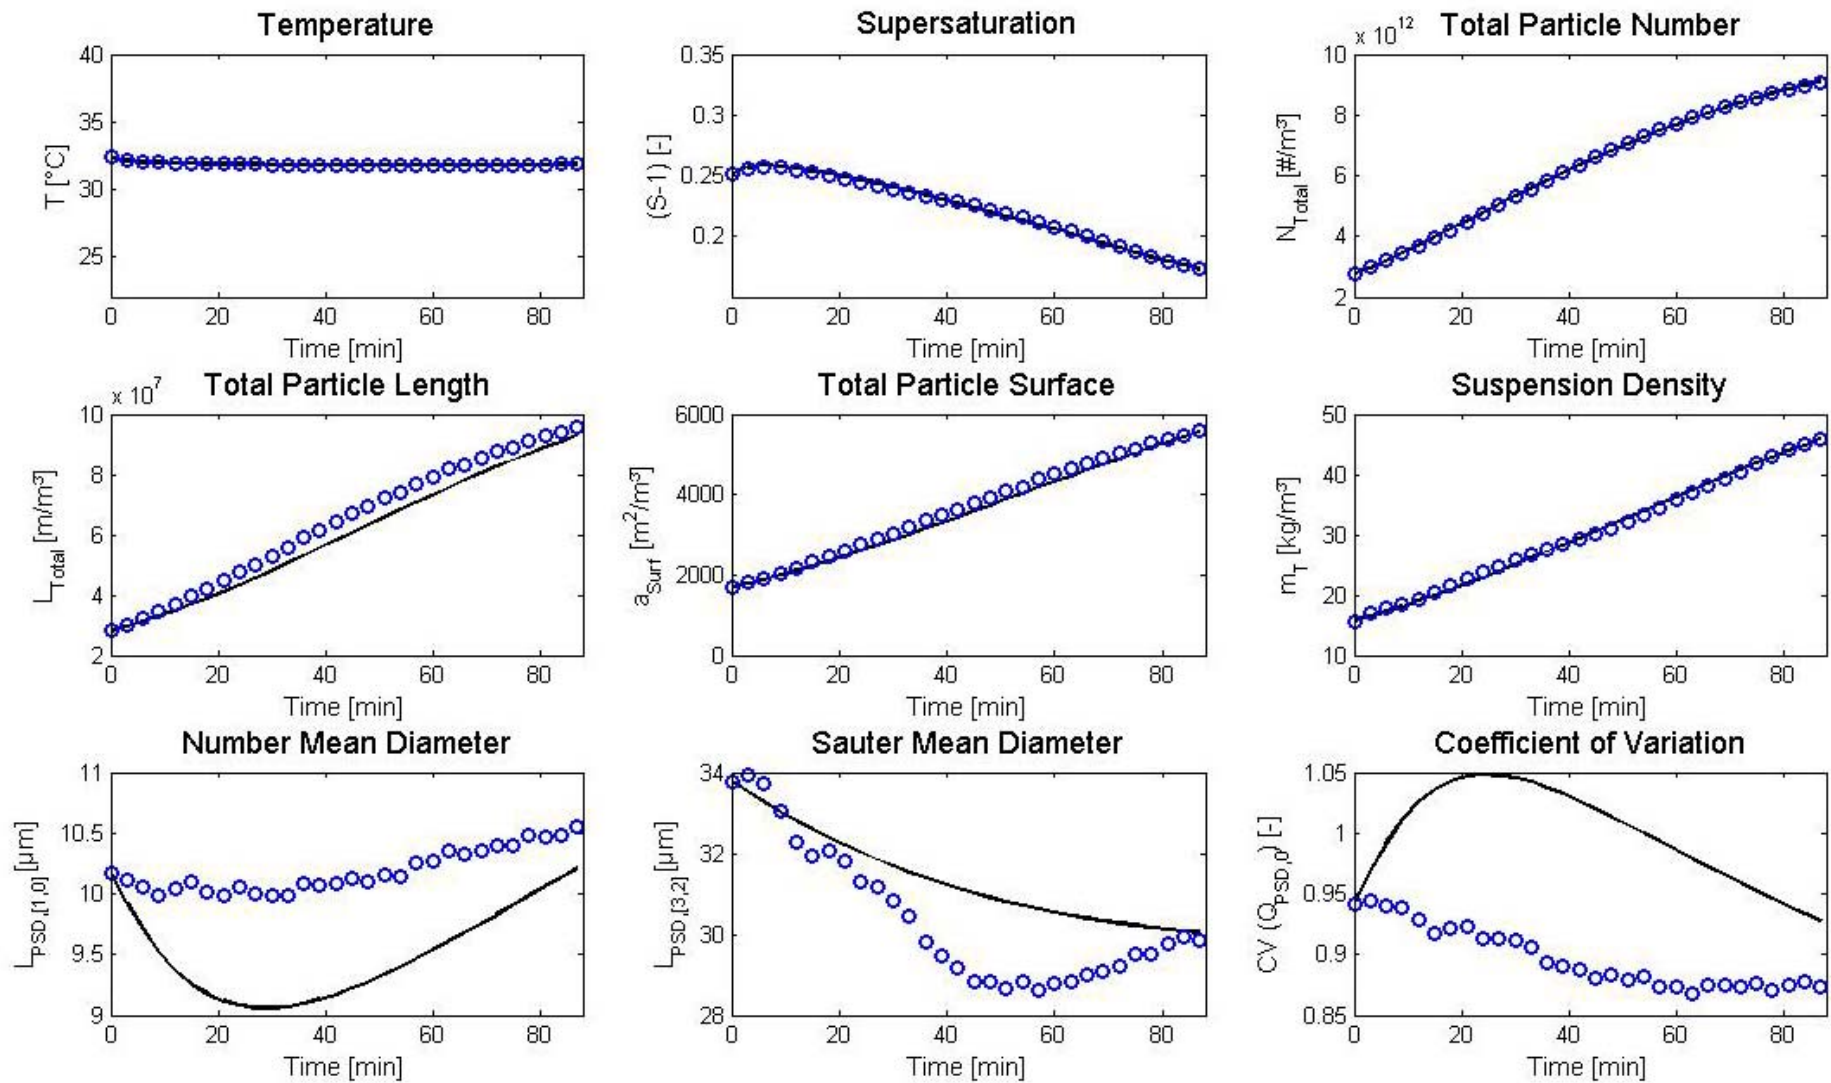 Temperature
40
35
30
25
T [°C]
0 20 40 60 80
Time [min]
Supersaturation
0.35
0.3
0.25
0.2
(S-1) [-]
0 20 40 60 80
Time [min]
Total Particle Number
x 10^12
10
8
6
4
2
N_Total [#/m³]
0 20 40 60 80
Time [min]
Total Particle Length
x 10^7
10
8
6
4
2
L_Total [m/m³]
0 20 40 60 80
Time [min]
Total Particle Surface
6000
4000
2000
0
a_Surf [m²/m³]
0 20 40 60 80
Time [min]
Suspension Density
50
40
30
20
10
m_T [kg/m³]
0 20 40 60 80
Time [min]
Number Mean Diameter
11
10.5
10
9.5
9
L_PSD,[1,0] [µm]
0 20 40 60 80
Time [min]
Sauter Mean Diameter
34
32
30
28
L_PSD,[3,2] [µm]
0 20 40 60 80
Time [min]
Coefficient of Variation
1.05
1
0.95
0.9
0.85
CV (Q_PSD,0) [-]
0 20 40 60 80
Time [min]